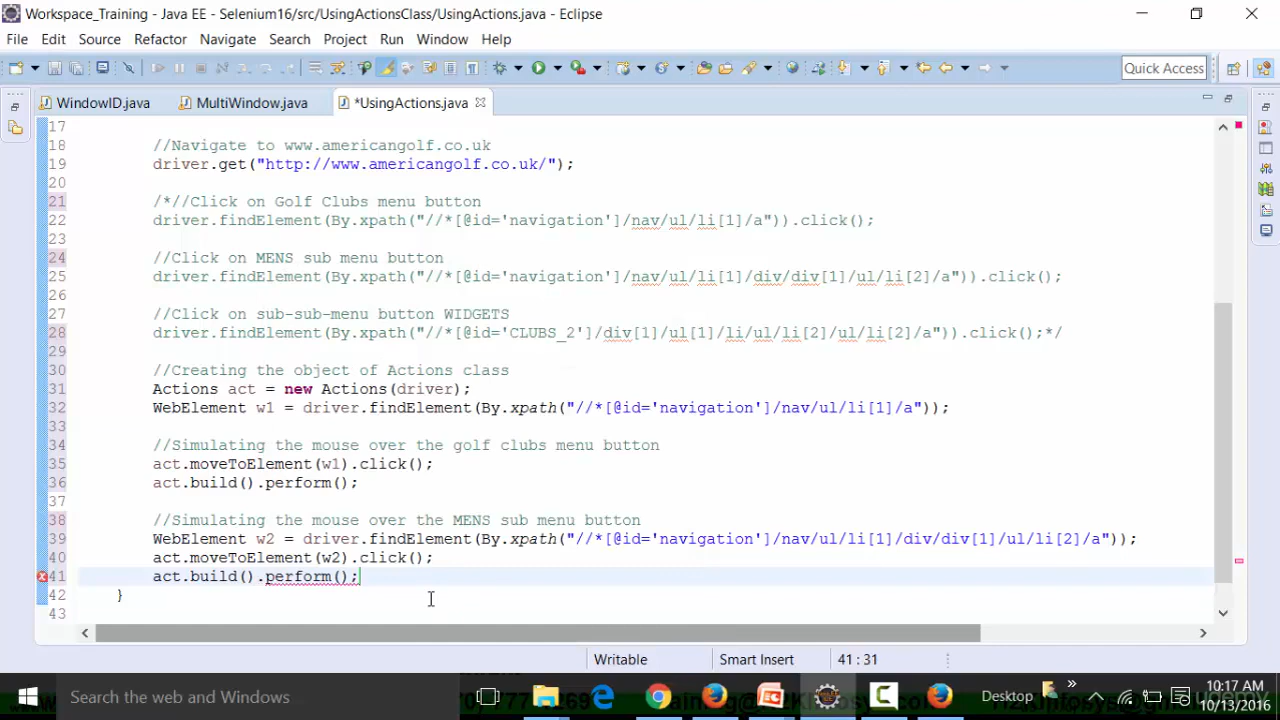 Workspace_Training - Java EE - Selenium16/src/UsingActionsClass/UsingActions.java - Eclipse
File Edit Source Refactor Navigate Search Project Run Window Help
Quick Access
WindowID.java MultiWindow.java *UsingActions.java
17
18 //Navigate to www.americangolf.co.uk
19 driver.get("http://www.americangolf.co.uk/");
20
21 /*//Click on Golf Clubs menu button
22 driver.findElement(By.xpath("//*[@id='navigation']/nav/ul/li[1]/a")).click();
23
24 //Click on MENS sub menu button
25 driver.findElement(By.xpath("//*[@id='navigation']/nav/ul/li[1]/div/div[1]/ul/li[2]/a")).click();
26
27 //Click on sub-sub-menu button WIDGETS
28 driver.findElement(By.xpath("//*[@id='CLUBS_2']/div[1]/ul[1]/li/ul/li[2]/ul/li[2]/a")).click();*/
29
30 //Creating the object of Actions class
31 Actions act = new Actions(driver);
32 WebElement w1 = driver.findElement(By.xpath("//*[@id='navigation']/nav/ul/li[1]/a"));
33
34 //Simulating the mouse over the golf clubs menu button
35 act.moveToElement(w1).click();
36 act.build().perform();
37
38 //Simulating the mouse over the MENS sub menu button
39 WebElement w2 = driver.findElement(By.xpath("//*[@id='navigation']/nav/ul/li[1]/div/div[1]/ul/li[2]/a"));
40 act.moveToElement(w2).click();
41 act.build().perform();
42 }
43
Writable Smart Insert 41 : 31
Search the web and Windows
Desktop
10:17 AM
10/13/2016